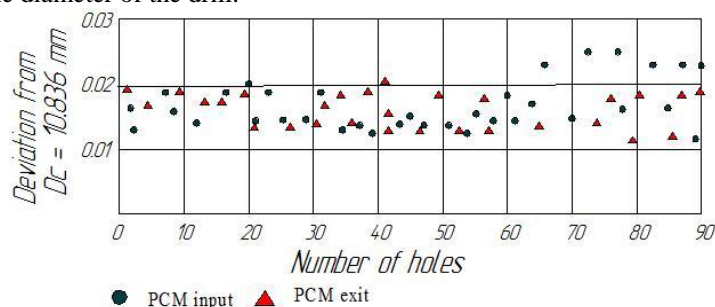 the diameter of the drill.
0.03
0.02
0.01
Deviation from
Dc = 10.836 mm
0 10 20 30 40 50 60 70 80 90
Number of holes
PCM input PCM exit